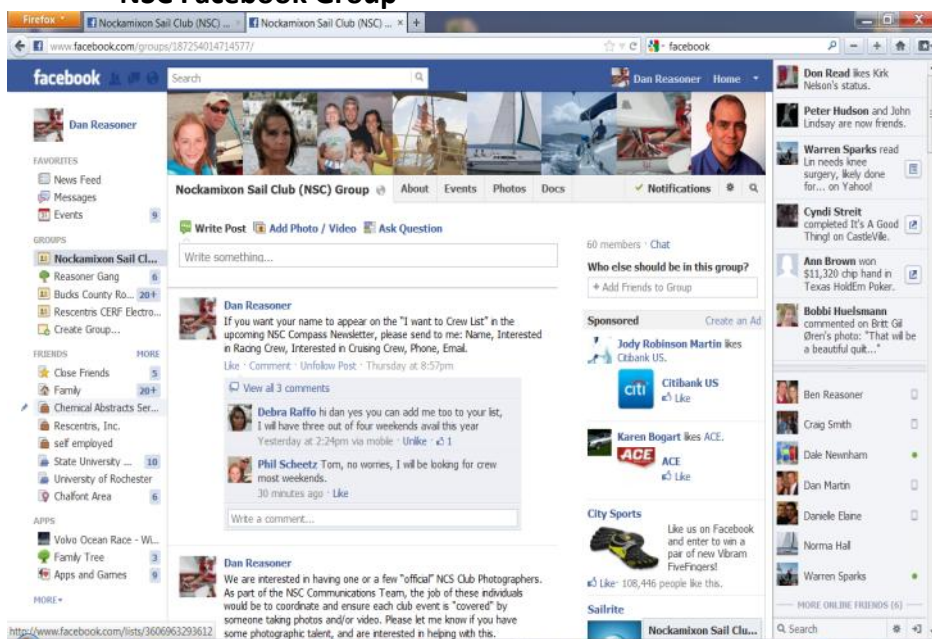 NSC Facebook Group
Firefox
Nockamixon Sail Club (NSC) ...
Nockamixon Sail Club (NSC) ... × +
www.facebook.com/groups/187254014714577/
facebook
facebook
Search
Dan Reasoner Home
Dan Reasoner
FAVORITES
News Feed
Messages
Events 9
GROUPS
Nockamixon Sail Cl...
Reasoner Gang 6
Bucks County Ro... 20+
Rescentris CERF Electro...
Create Group...
FRIENDS MORE
Close Friends 5
Family 20+
Chemical Abstracts Ser...
Rescentris, Inc.
self employed
State University ... 10
University of Rochester
Chalfont Area 6
APPS
Volvo Ocean Race - Wi...
Family Tree 3
Apps and Games 9
MORE
http://www.facebook.com/lists/3606963293612
Nockamixon Sail Club (NSC) Group About Events Photos Docs
Notifications
Write Post Add Photo / Video Ask Question
Write something...
Dan Reasoner
If you want your name to appear on the "I want to Crew List" in the
upcoming NSC Compass Newsletter, please send to me: Name, Interested
in Racing Crew, Interested in Cruising Crew, Phone, Email.
Like · Comment · Unfollow Post · Thursday at 8:57pm
View all 3 comments
Debra Raffo hi dan yes you can add me too to your list,
I will have three out of four weekends avail this year
Yesterday at 2:24pm via mobile · Unlike · 1
Phil Scheetz Tom, no worries, I will be looking for crew
most weekends.
30 minutes ago · Like
Write a comment...
Dan Reasoner
We are interested in having one or a few "official" NCS Club Photographers.
As part of the NSC Communications Team, the job of these individuals
would be to coordinate and ensure each club event is "covered" by
someone taking photos and/or video. Please let me know if you have
some photographic talent, and are interested in helping with this.
60 members · Chat
Who else should be in this group?
+ Add Friends to Group
Sponsored Create an Ad
Jody Robinson Martin likes
Citibank US.
citi
Citibank US
Like
Karen Bogart likes ACE.
ACE
ACE
Like
City Sports
Like us on Facebook
and enter to win a
pair of new Vibram
FiveFingers!
Like · 108,446 people like this.
Sailrite
Nockamixon Sail Clu...
Don Read likes Kirk
Nelson's status.
Peter Hudson and John
Lindsay are now friends.
Warren Sparks read
Lin needs knee
surgery, likely done
for... on Yahoo!
Cyndi Streit
completed It's A Good
Thing! on CastleVille.
Ann Brown won
$11,320 chip hand in
Texas HoldEm Poker.
Bobbi Huelsmann
commented on Britt Gil
Øren's photo: "That will be
a beautiful quilt..."
Ben Reasoner
Craig Smith
Dale Newnham
Dan Martin
Danielle Elaine
Norma Hall
Warren Sparks
MORE ONLINE FRIENDS (6)
Search